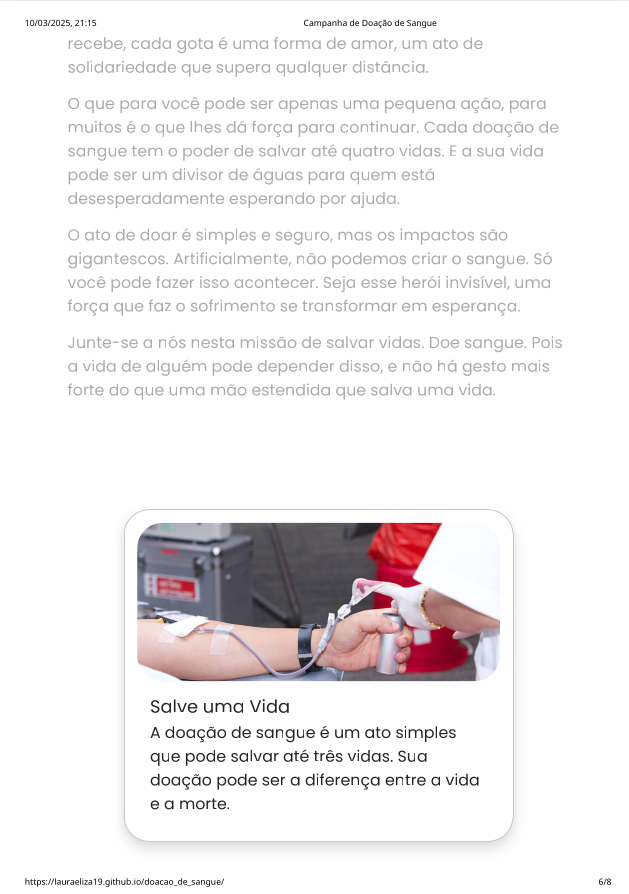 10/03/2025, 21:15
Campanha de Doação de Sangue
recebe, cada gota é uma forma de amor, um ato de
solidariedade que supera qualquer distância.
O que para você pode ser apenas uma pequena ação, para
muitos é o que lhes dá força para continuar. Cada doação de
sangue tem o poder de salvar até quatro vidas. E a sua vida
pode ser um divisor de águas para quem está
desesperadamente esperando por ajuda.
O ato de doar é simples e seguro, mas os impactos são
gigantescos. Artificialmente, não podemos criar o sangue. Só
você pode fazer isso acontecer. Seja esse herói invisível, uma
força que faz o sofrimento se transformar em esperança.
Junte-se a nós nesta missão de salvar vidas. Doe sangue. Pois
a vida de alguém pode depender disso, e não há gesto mais
forte do que uma mão estendida que salva uma vida.
Salve uma Vida
A doação de sangue é um ato simples
que pode salvar até três vidas. Sua
doação pode ser a diferença entre a vida
e a morte.
https://lauraeliza19.github.io/doacao_de_sangue/
6/8